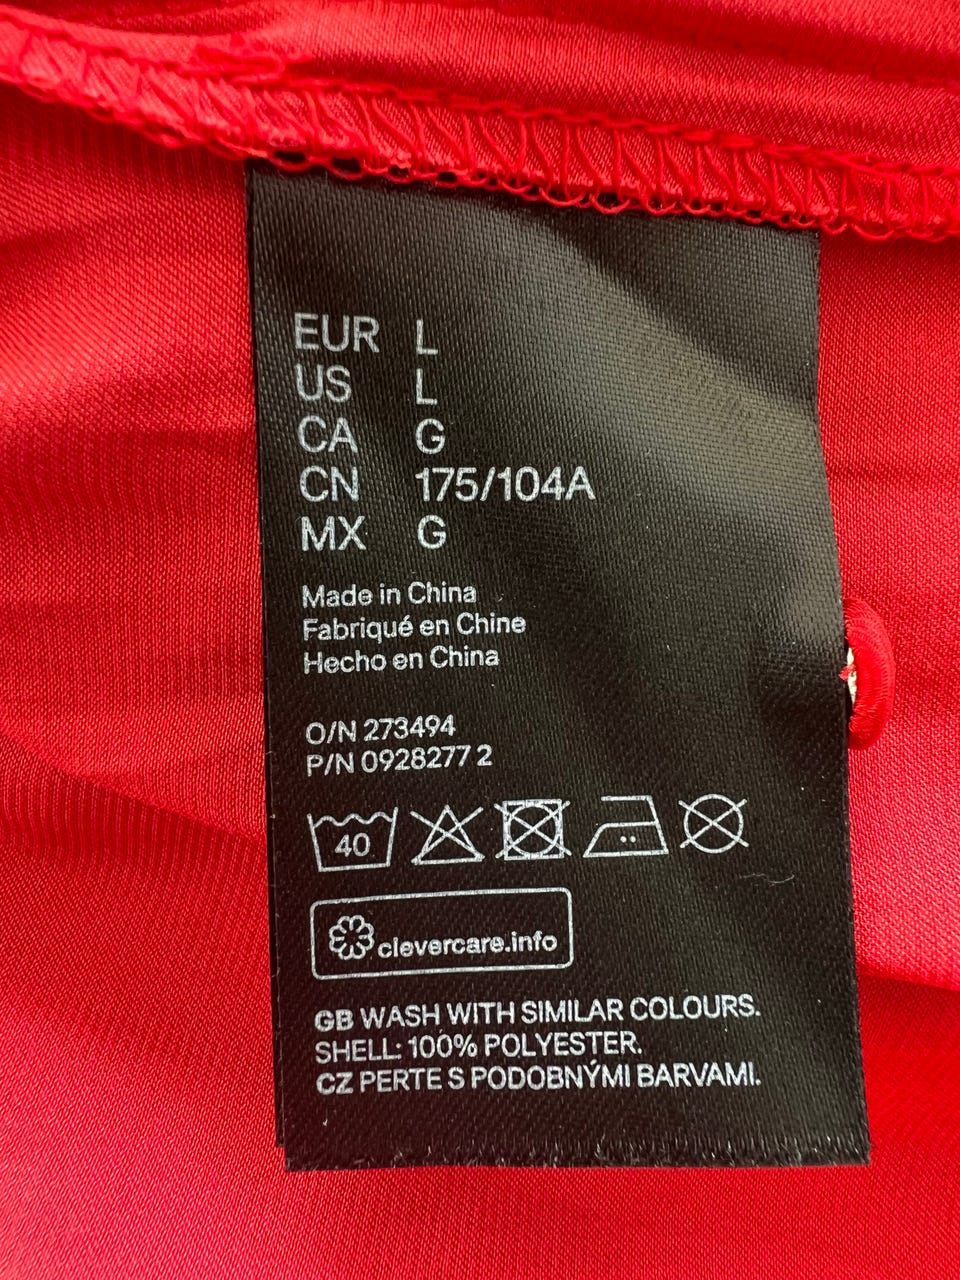 EUR L
US L
CA G
CN 175/104A
MX G
Made in China
Fabriqué en Chine
Hecho en China
O/N 273494
P/N 0928277 2
40
clevercare.info
GB WASH WITH SIMILAR COLOURS.
SHELL: 100% POLYESTER.
CZ PERTE S PODOBNÝMI BARVAMI.